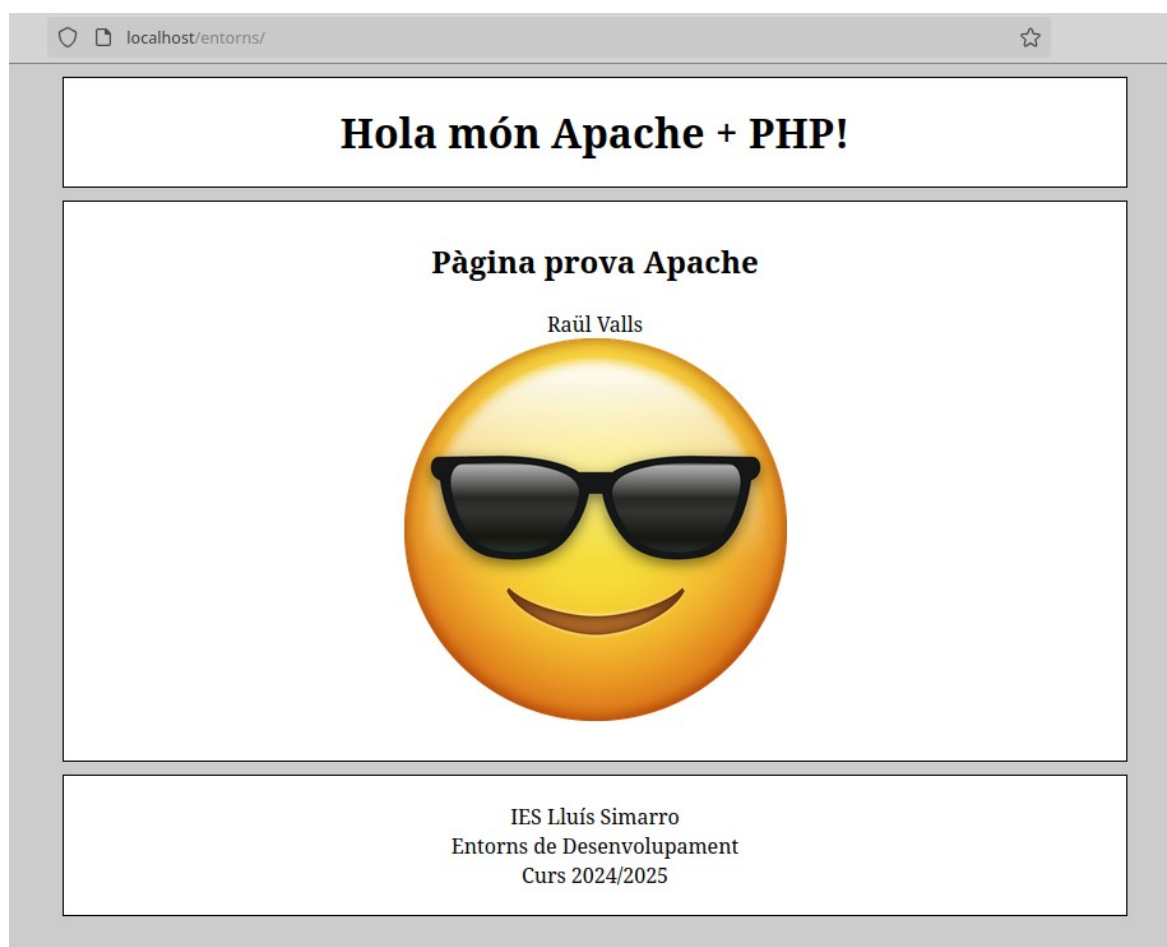 localhost/entorns/
Hola món Apache + PHP!
Pàgina prova Apache
Raül Valls
IES Lluís Simarro
Entorns de Desenvolupament
Curs 2024/2025